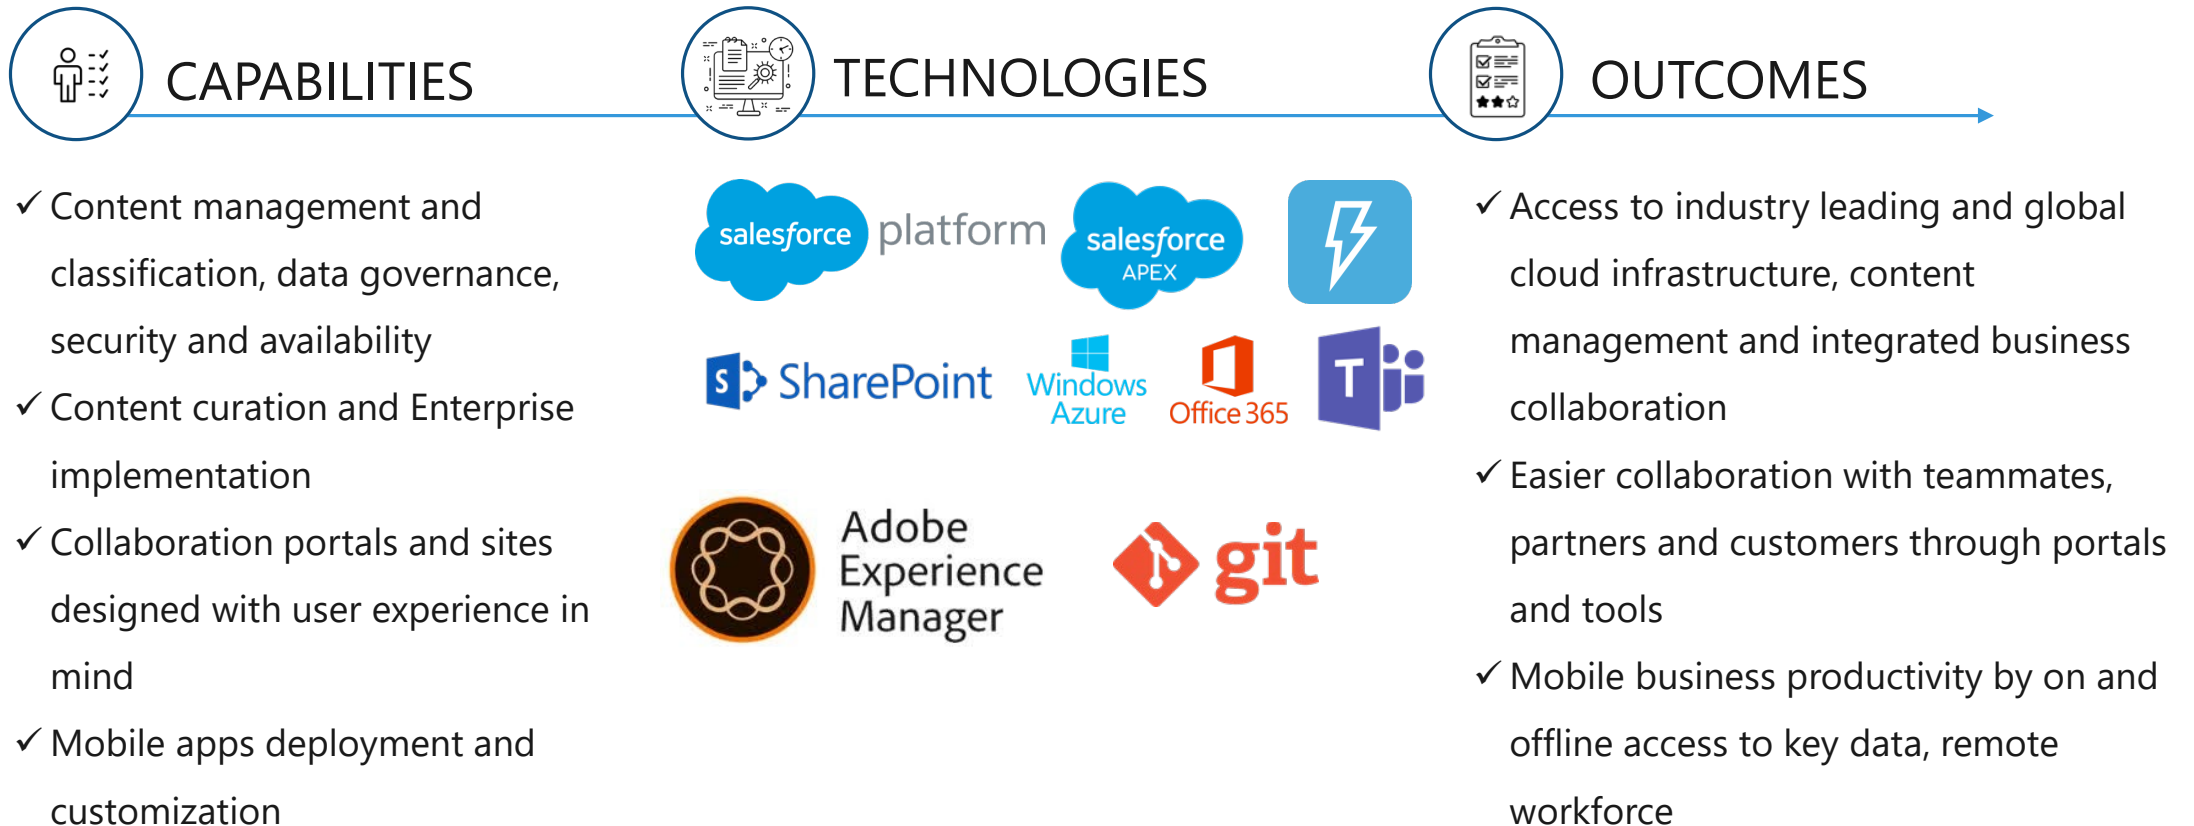 CAPABILITIES
Content management and
classification, data governance,
security and availability
Content curation and Enterprise
implementation
Collaboration portals and sites
designed with user experience in
mind
Mobile apps deployment and
customization
TECHNOLOGIES
salesforce platform
salesforce
APEX
S SharePoint
Windows
Azure
Office 365
T
Adobe
Experience
Manager
git
OUTCOMES
Access to industry leading and global
cloud infrastructure, content
management and integrated business
collaboration
Easier collaboration with teammates,
partners and customers through portals
and tools
Mobile business productivity by on and
offline access to key data, remote
workforce